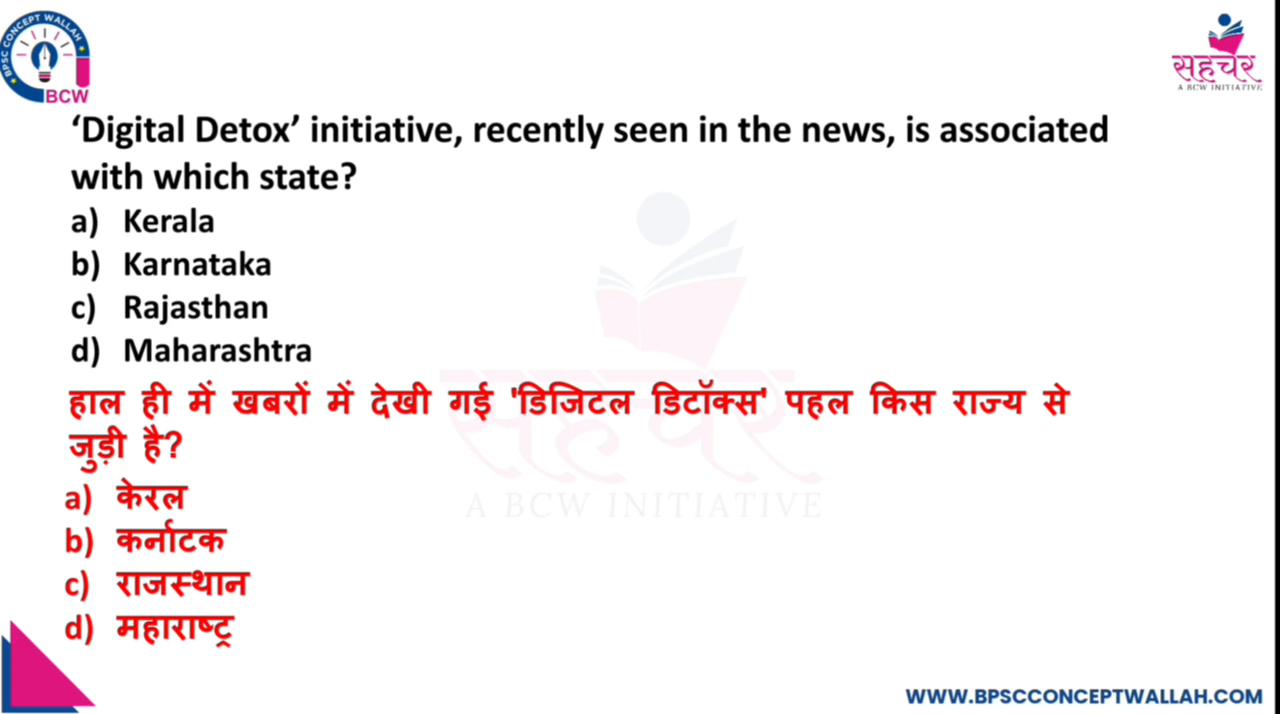 BPSC CONCEPT WALLAH
BCW
सहचर
A BCW INITIATIVE
‘Digital Detox’ initiative, recently seen in the news, is associated
with which state?
a) Kerala
b) Karnataka
c) Rajasthan
d) Maharashtra
हाल ही में खबरों में देखी गई 'डिजिटल डिटॉक्स' पहल किस राज्य से
जुड़ी है?
a) केरल
b) कर्नाटक
c) राजस्थान
d) महाराष्ट्र
सहचर
A BCW INITIATIVE
WWW.BPSCCONCEPTWALLAH.COM